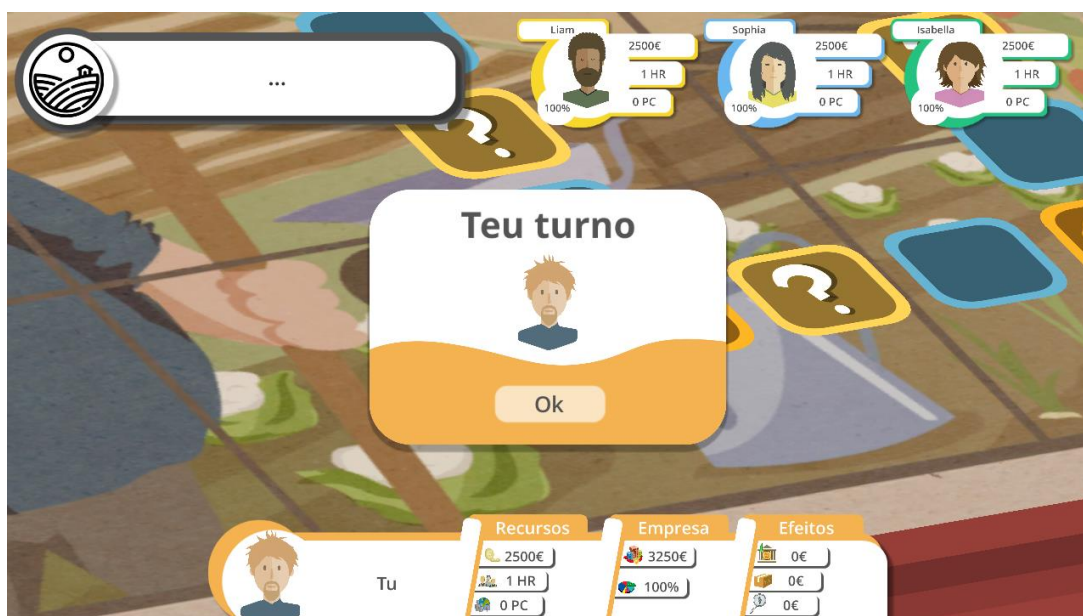 ...
Liam
2500€
1 HR
0 PC
100%
Sophia
2500€
1 HR
0 PC
100%
Isabella
2500€
1 HR
0 PC
100%
?
?
Teu turno
Ok
Tu
Recursos
2500€
1 HR
0 PC
Empresa
3250€
100%
Efeitos
0€
0€
0€